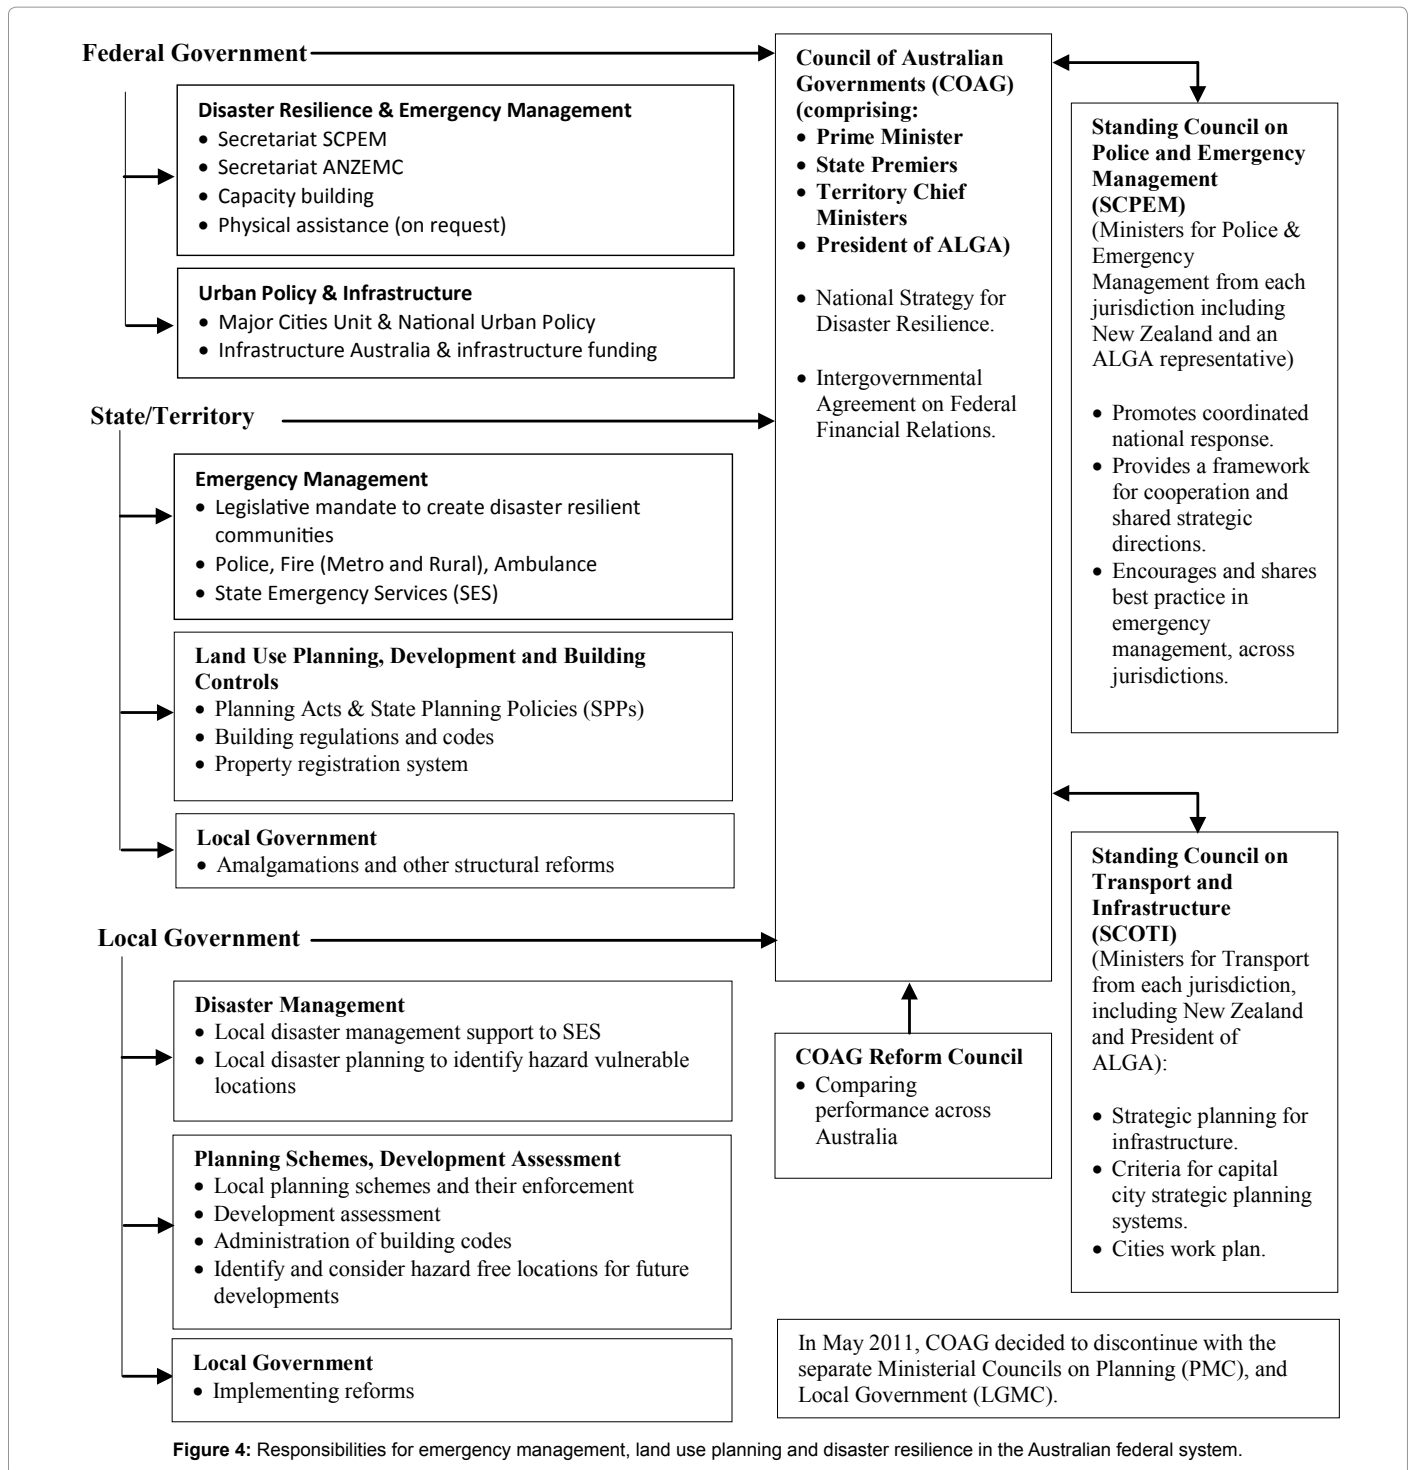 Federal Government
Disaster Resilience & Emergency Management
• Secretariat SCPEM
• Secretariat ANZEMC
• Capacity building
• Physical assistance (on request)
Urban Policy & Infrastructure
• Major Cities Unit & National Urban Policy
• Infrastructure Australia & infrastructure funding
State/Territory
Emergency Management
• Legislative mandate to create disaster resilient
communities
• Police, Fire (Metro and Rural), Ambulance
• State Emergency Services (SES)
Land Use Planning, Development and Building
Controls
• Planning Acts & State Planning Policies (SPPs)
• Building regulations and codes
• Property registration system
Local Government
• Amalgamations and other structural reforms
Local Government
Disaster Management
• Local disaster management support to SES
• Local disaster planning to identify hazard vulnerable
locations
Planning Schemes, Development Assessment
• Local planning schemes and their enforcement
• Development assessment
• Administration of building codes
• Identify and consider hazard free locations for future
developments
Local Government
• Implementing reforms
Council of Australian
Governments (COAG)
(comprising:
• Prime Minister
• State Premiers
• Territory Chief
Ministers
• President of ALGA)
• National Strategy for
Disaster Resilience.
• Intergovernmental
Agreement on Federal
Financial Relations.
COAG Reform Council
• Comparing
performance across
Australia
Standing Council on
Police and Emergency
Management
(SCPEM)
(Ministers for Police &
Emergency
Management from each
jurisdiction including
New Zealand and an
ALGA representative)
• Promotes coordinated
national response.
• Provides a framework
for cooperation and
shared strategic
directions.
• Encourages and shares
best practice in
emergency
management, across
jurisdictions.
Standing Council on
Transport and
Infrastructure
(SCOTI)
(Ministers for Transport
from each jurisdiction,
including New Zealand
and President of
ALGA):
• Strategic planning for
infrastructure.
• Criteria for capital
city strategic planning
systems.
• Cities work plan.
In May 2011, COAG decided to discontinue with the
separate Ministerial Councils on Planning (PMC), and
Local Government (LGMC).
Figure 4: Responsibilities for emergency management, land use planning and disaster resilience in the Australian federal system.